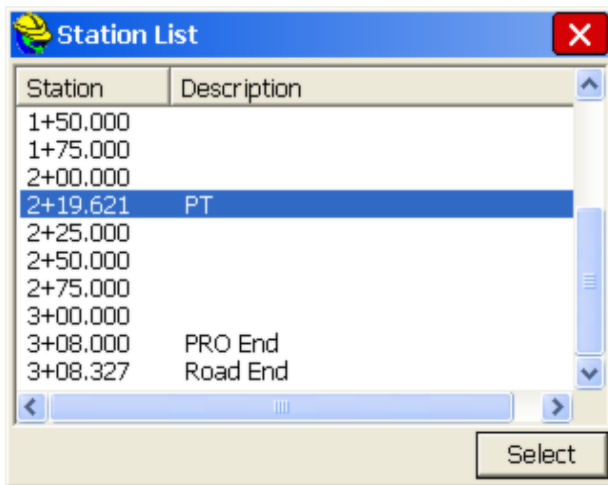 Station List
Station Description
1+50.000
1+75.000
2+00.000
2+19.621 PT
2+25.000
2+50.000
2+75.000
3+00.000
3+08.000 PRO End
3+08.327 Road End
Select